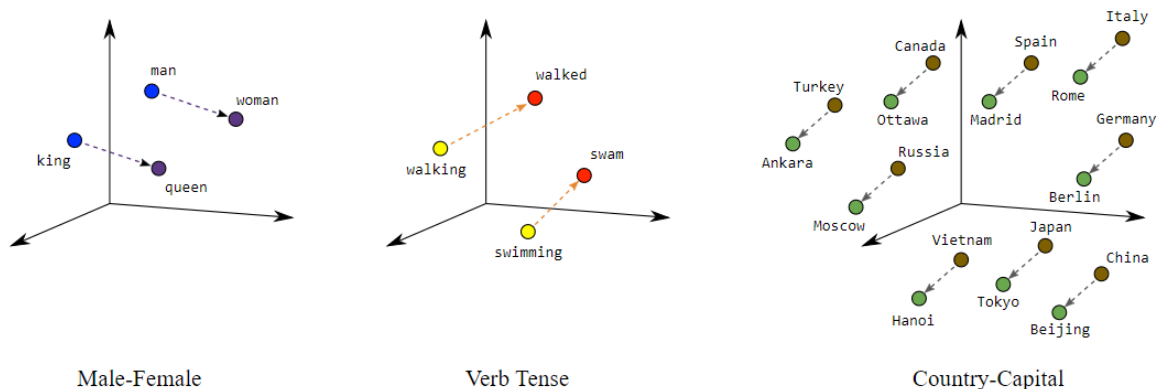 man
woman
king
queen
Male-Female
walked
walking
swam
swimming
Verb Tense
Italy
Canada
Spain
Turkey
Rome
Ottawa
Madrid
Germany
Ankara
Russia
Berlin
Moscow
Vietnam
Japan
China
Tokyo
Hanoi
Beijing
Country-Capital